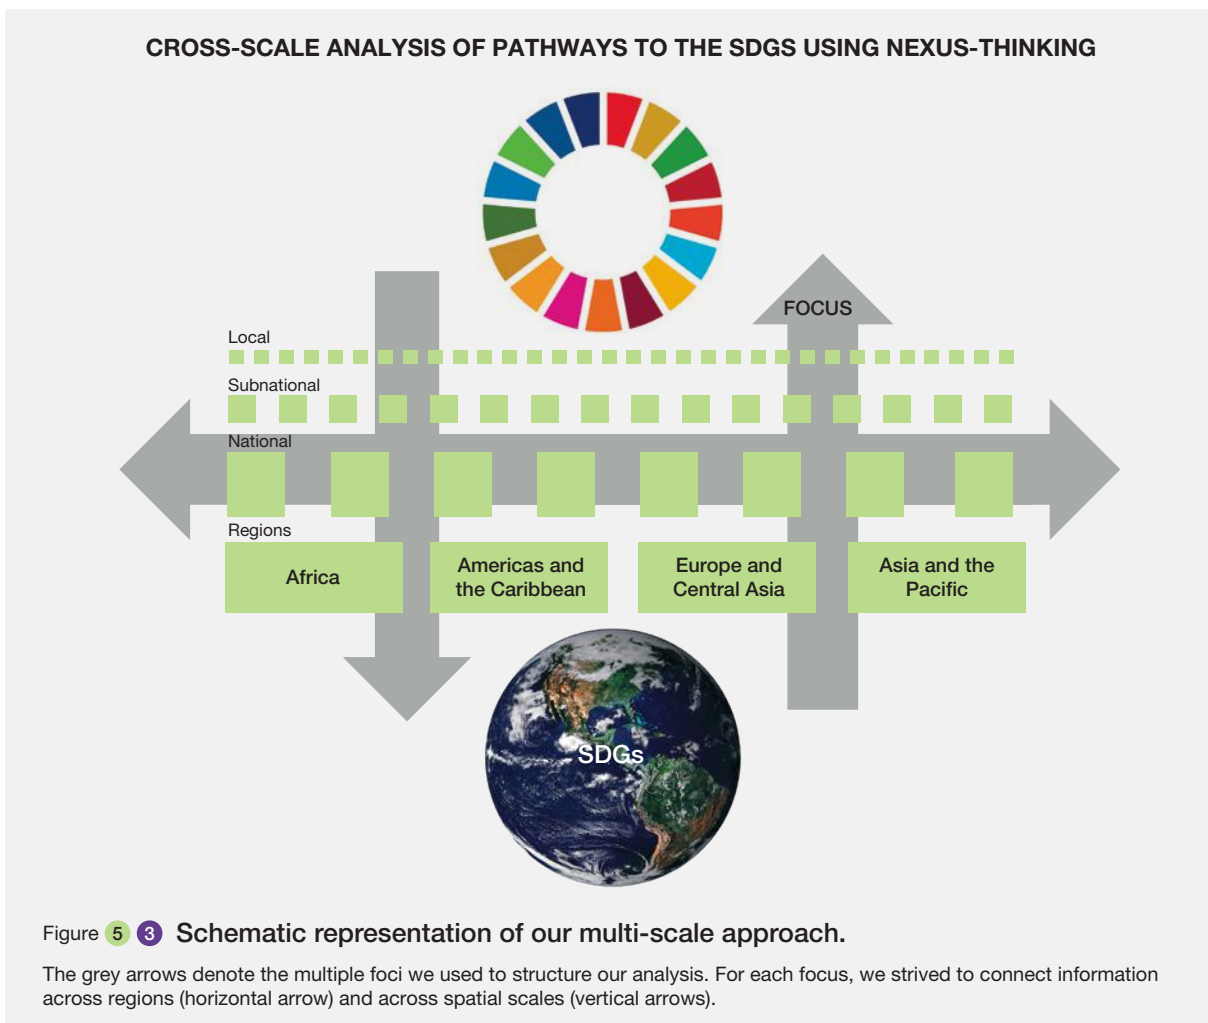 CROSS-SCALE ANALYSIS OF PATHWAYS TO THE SDGS USING NEXUS-THINKING
FOCUS
Local
Subnational
National
Regions
Africa
Americas and
the Caribbean
Europe and
Central Asia
Asia and the
Pacific
SDGs
Figure 5 3 Schematic representation of our multi-scale approach.
The grey arrows denote the multiple foci we used to structure our analysis. For each focus, we strived to connect information
across regions (horizontal arrow) and across spatial scales (vertical arrows).